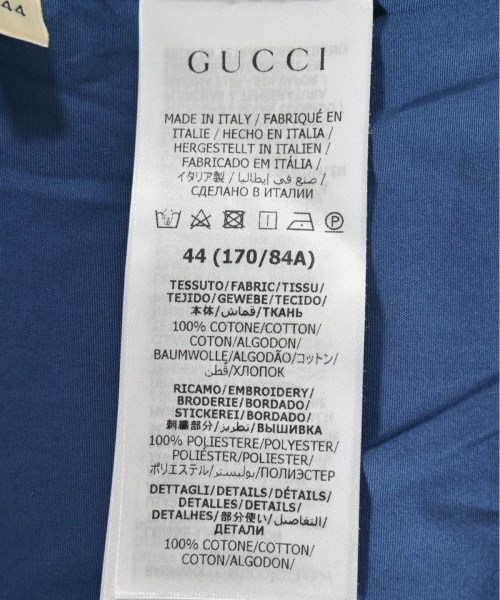 44
GUCCI
MADE IN ITALY / FABRIQUÉ EN
ITALIE / HECHO EN ITALIA /
HERGESTELLT IN ITALIEN /
FABRICADO EM ITÁLIA /
イタリア製 / صنع في إيطاليا /
СДЕЛАНО В ИТАЛИИ
44 (170/84A)
TESSUTO/FABRIC/TISSU/
TEJIDO/GEWEBE/TECIDO/
本体/قماش/ТКАНЬ
100% COTONE/COTTON/
COTON/ALGODON/
BAUMWOLLE/ALGODÃO/コットン/
قطن/ХЛОПОК
RICAMO/EMBROIDERY/
BRODERIE/BORDADO/
STICKEREI/BORDADO/
刺繍部分/تطريز/ВЫШИВКА
100% POLIESTERE/POLYESTER/
POLIÉSTER/POLIESTER/
ポリエステル/بوليستر/ПОЛИЭСТЕР
DETTAGLI/DETAILS/DÉTAILS/
DETALLES/DETAILS/
DETALHES/部分使い/التفاصيل/
ДЕТАЛИ
100% COTONE/COTTON/
COTON/ALGODON/